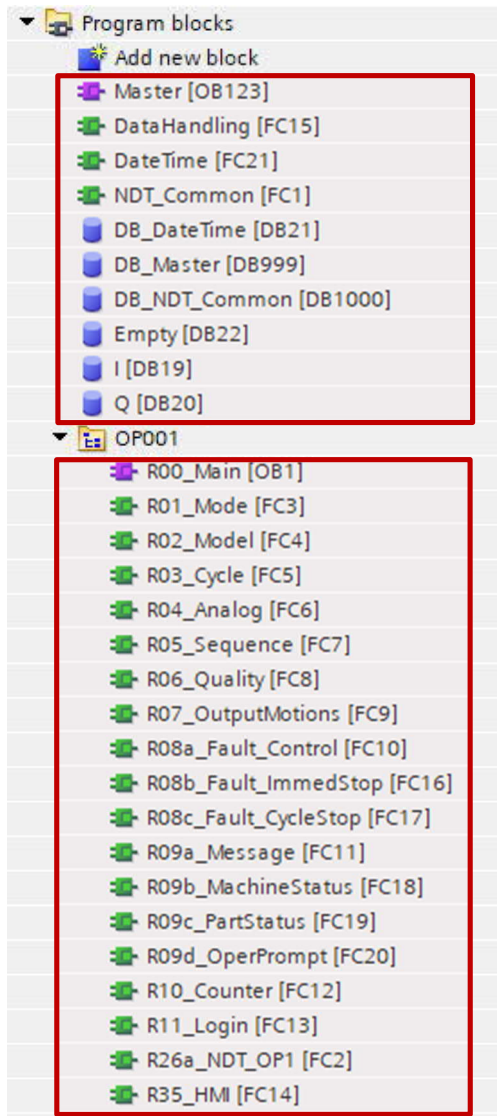 Program blocks
Add new block
Master [OB123]
DataHandling [FC15]
DateTime [FC21]
NDT_Common [FC1]
DB_DateTime [DB21]
DB_Master [DB999]
DB_NDT_Common [DB1000]
Empty [DB22]
I [DB19]
Q [DB20]
OP001
R00_Main [OB1]
R01_Mode [FC3]
R02_Model [FC4]
R03_Cycle [FC5]
R04_Analog [FC6]
R05_Sequence [FC7]
R06_Quality [FC8]
R07_OutputMotions [FC9]
R08a_Fault_Control [FC10]
R08b_Fault_ImmedStop [FC16]
R08c_Fault_CycleStop [FC17]
R09a_Message [FC11]
R09b_MachineStatus [FC18]
R09c_PartStatus [FC19]
R09d_OperPrompt [FC20]
R10_Counter [FC12]
R11_Login [FC13]
R26a_NDT_OP1 [FC2]
R35_HMI [FC14]